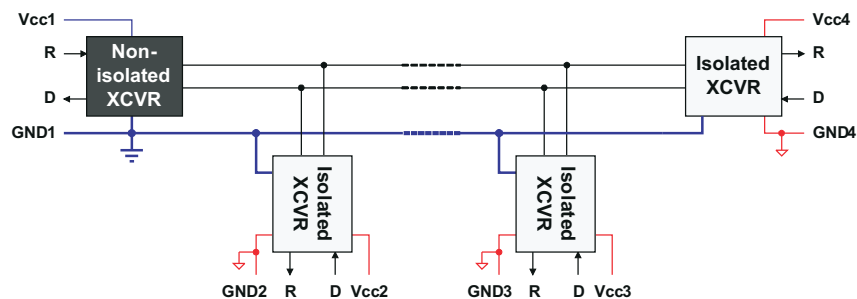 Vcc1
Vcc4
R
Non-
isolated
XCVR
Isolated
XCVR
R
D
D
GND1
GND4
Isolated
XCVR
Isolated
XCVR
GND2
R
D
Vcc2
GND3
R
D
Vcc3